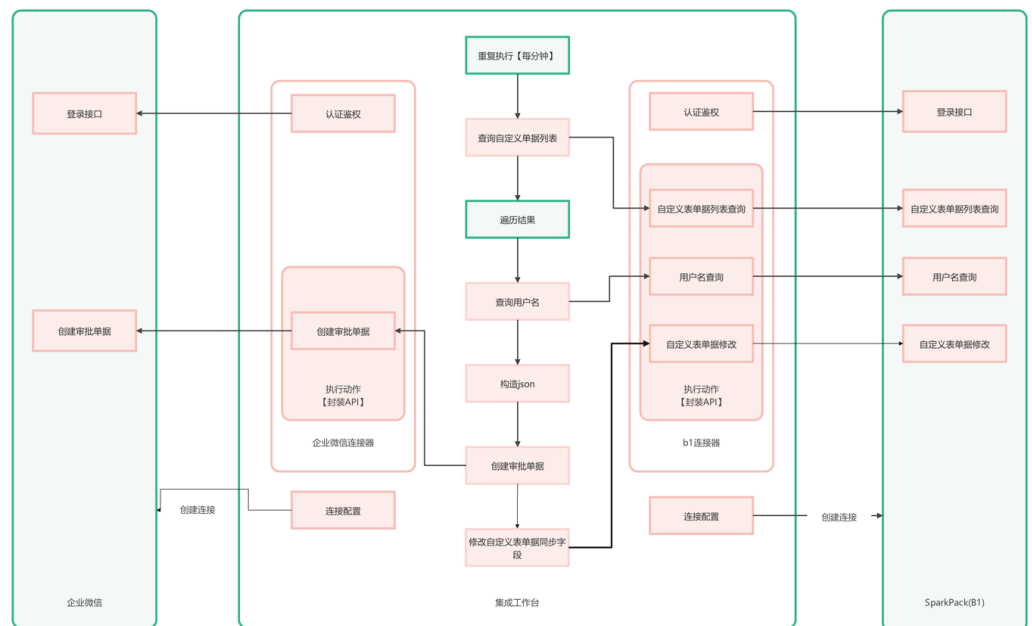 重复执行【每分钟】
登录接口
认证鉴权
认证鉴权
登录接口
查询自定义单据列表
遍历结果
自定义表单据列表查询
自定义表单据列表查询
查询用户名
用户名查询
用户名查询
创建审批单据
创建审批单据
自定义表单据修改
自定义表单据修改
构造json
执行动作
【封装API】
执行动作
【封装API】
企业微信连接器
b1连接器
创建审批单据
创建连接
连接配置
连接配置
创建连接
修改自定义表单据同步字
段
企业微信
集成工作台
SparkPack(B1)